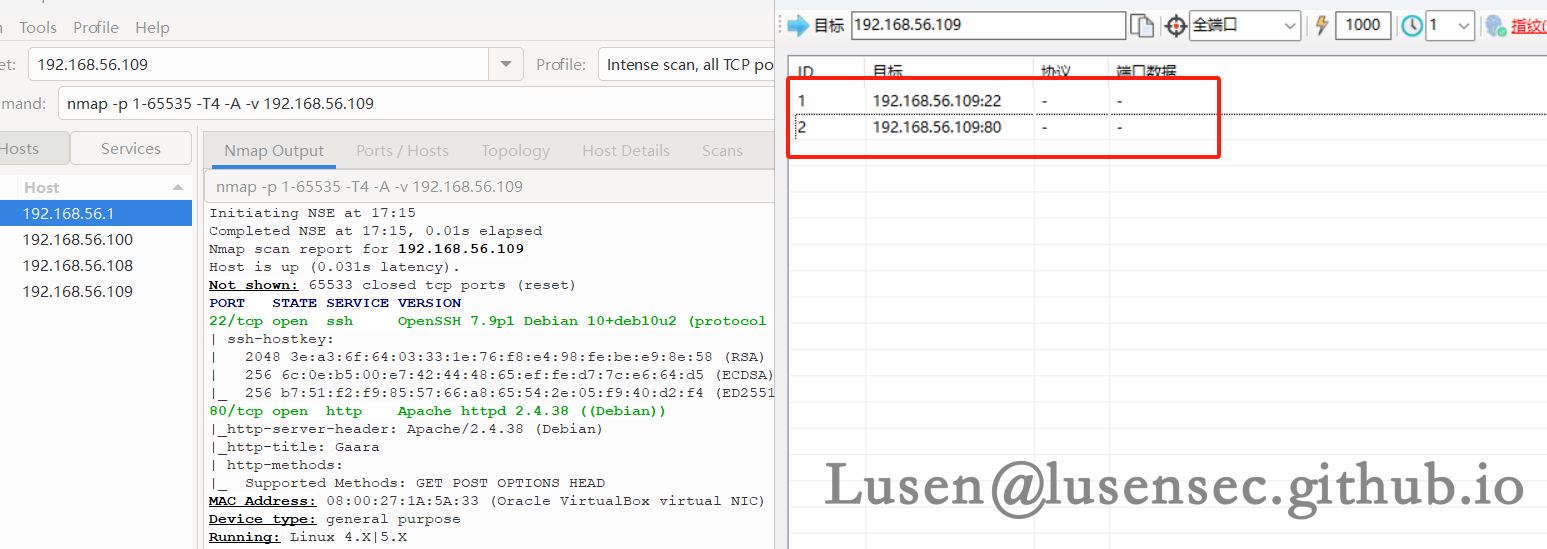 Tools Profile Help
et: 192.168.56.109 Profile: Intense scan, all TCP po
mand: nmap -p 1-65535 -T4 -A -v 192.168.56.109
Hosts Services
Host
192.168.56.1
192.168.56.100
192.168.56.108
192.168.56.109
Nmap Output Ports / Hosts Topology Host Details Scans
nmap -p 1-65535 -T4 -A -v 192.168.56.109
Initiating NSE at 17:15
Completed NSE at 17:15, 0.01s elapsed
Nmap scan report for 192.168.56.109
Host is up (0.031s latency).
Not shown: 65533 closed tcp ports (reset)
PORT STATE SERVICE VERSION
22/tcp open ssh OpenSSH 7.9p1 Debian 10+deb10u2 (protocol
| ssh-hostkey:
| 2048 3e:a3:6f:64:03:33:1e:76:f8:e4:98:fe:be:e9:8e:58 (RSA)
| 256 6c:0e:b5:00:e7:42:44:48:65:ef:fe:d7:7c:e6:64:d5 (ECDSA)
|_ 256 b7:51:f2:f9:85:57:66:a8:65:54:2e:05:f9:40:d2:f4 (ED2551
80/tcp open http Apache httpd 2.4.38 ((Debian))
|_http-server-header: Apache/2.4.38 (Debian)
|_http-title: Gaara
| http-methods:
|_ Supported Methods: GET POST OPTIONS HEAD
MAC Address: 08:00:27:1A:5A:33 (Oracle VirtualBox virtual NIC)
Device type: general purpose
Running: Linux 4.X|5.X
目标 192.168.56.109 全端口 1000 1 指纹
ID 目标 协议 端口数据
1 192.168.56.109:22 - -
2 192.168.56.109:80 - -
Lusen@lusensec.github.io